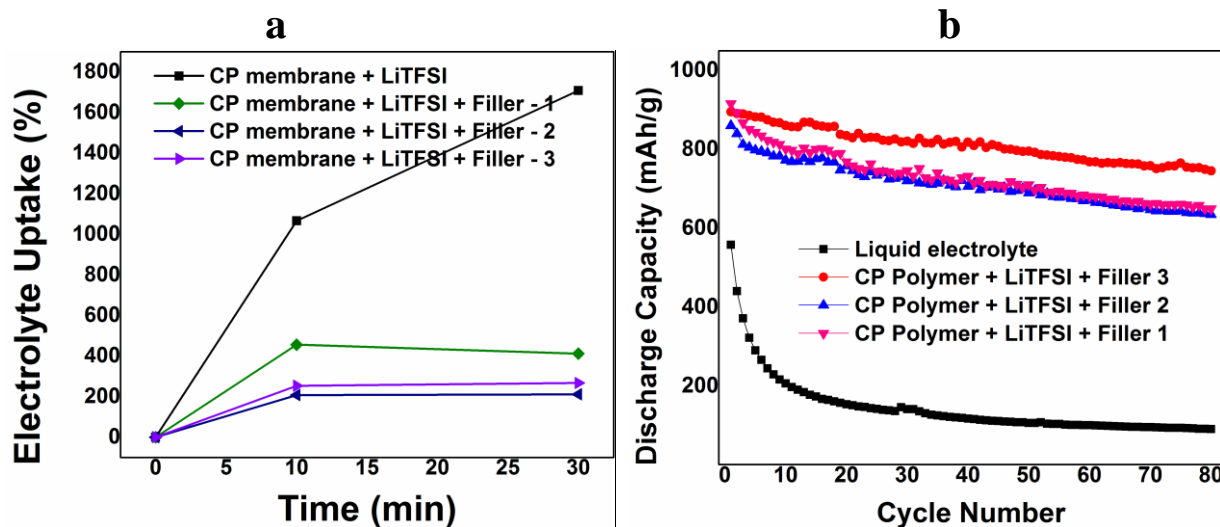 a
Electrolyte Uptake (%)
1800
1600
1400
1200
1000
800
600
400
200
0
CP membrane + LiTFSI
CP membrane + LiTFSI + Filler - 1
CP membrane + LiTFSI + Filler - 2
CP membrane + LiTFSI + Filler - 3
0 5 10 15 20 25 30
Time (min)
b
Discharge Capacity (mAh/g)
1000
800
600
400
200
Liquid electrolyte
CP Polymer + LiTFSI + Filler 3
CP Polymer + LiTFSI + Filler 2
CP Polymer + LiTFSI + Filler 1
0 10 20 30 40 50 60 70 80
Cycle Number